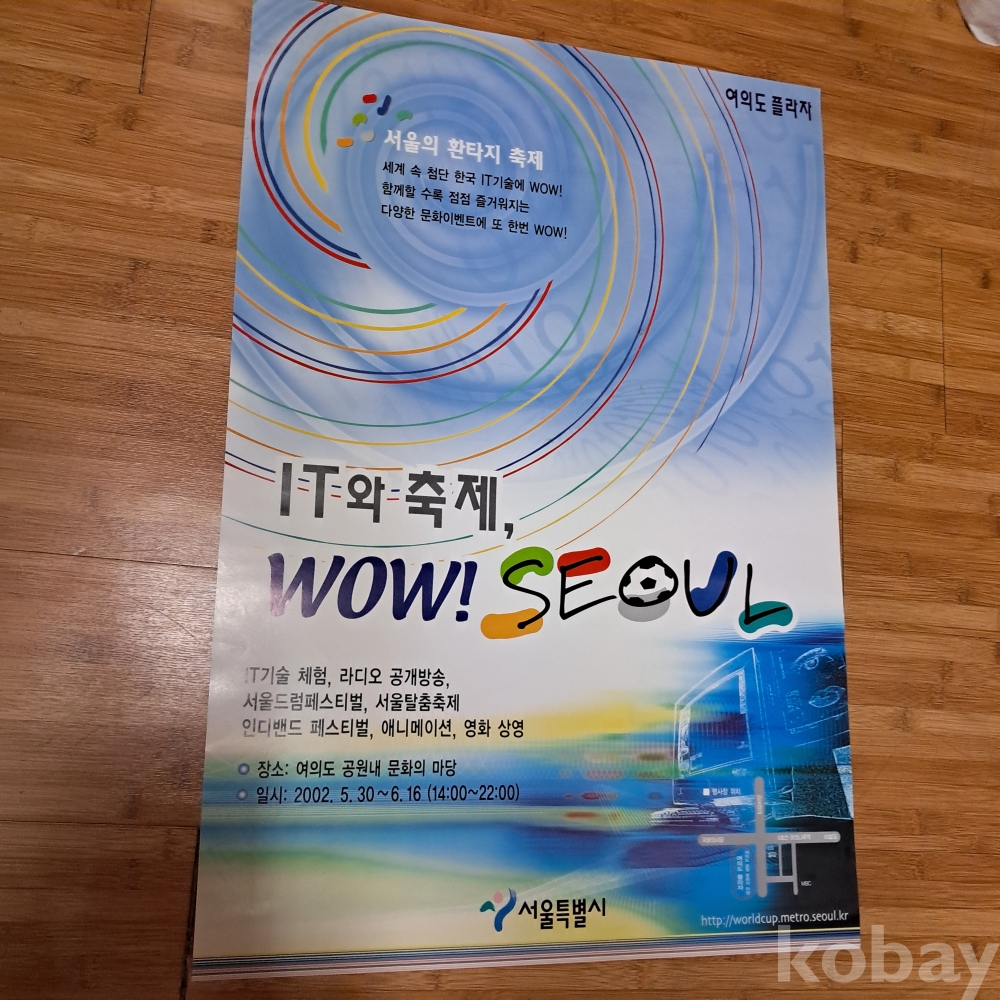 여의도 플라자
서울의 환타지 축제
세계 속 첨단 한국 IT기술에 WOW!
함께할 수록 점점 즐거워지는
다양한 문화이벤트에 또 한번 WOW!
IT와 축제,
WOW! SEOUL
IT기술 체험, 라디오 공개방송,
서울드럼페스티벌, 서울탈춤축제
인디밴드 페스티벌, 애니메이션, 영화 상영
장소: 여의도 공원내 문화의 마당
일시: 2002. 5. 30~6. 16 (14:00~22:00)
행사장 위치
MBC
서울특별시
http://worldcup.metro.seoul.kr
kobay